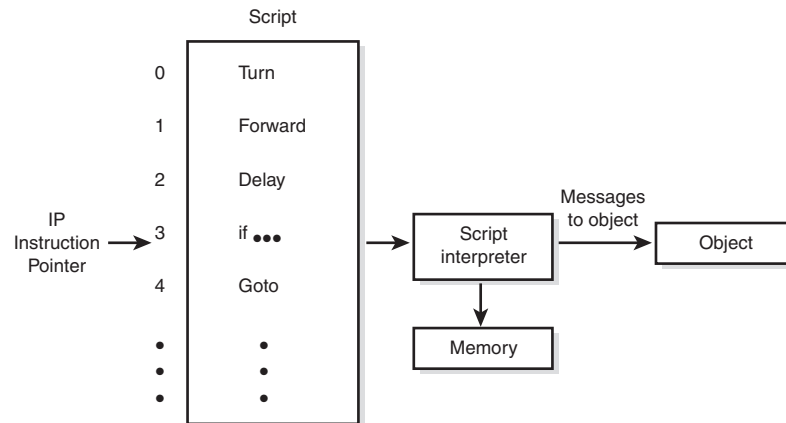 Script
0 Turn
1 Forward
2 Delay
IP
Instruction
Pointer
3 if •••
4 Goto
Script
interpreter
Messages
to object
Object
Memory